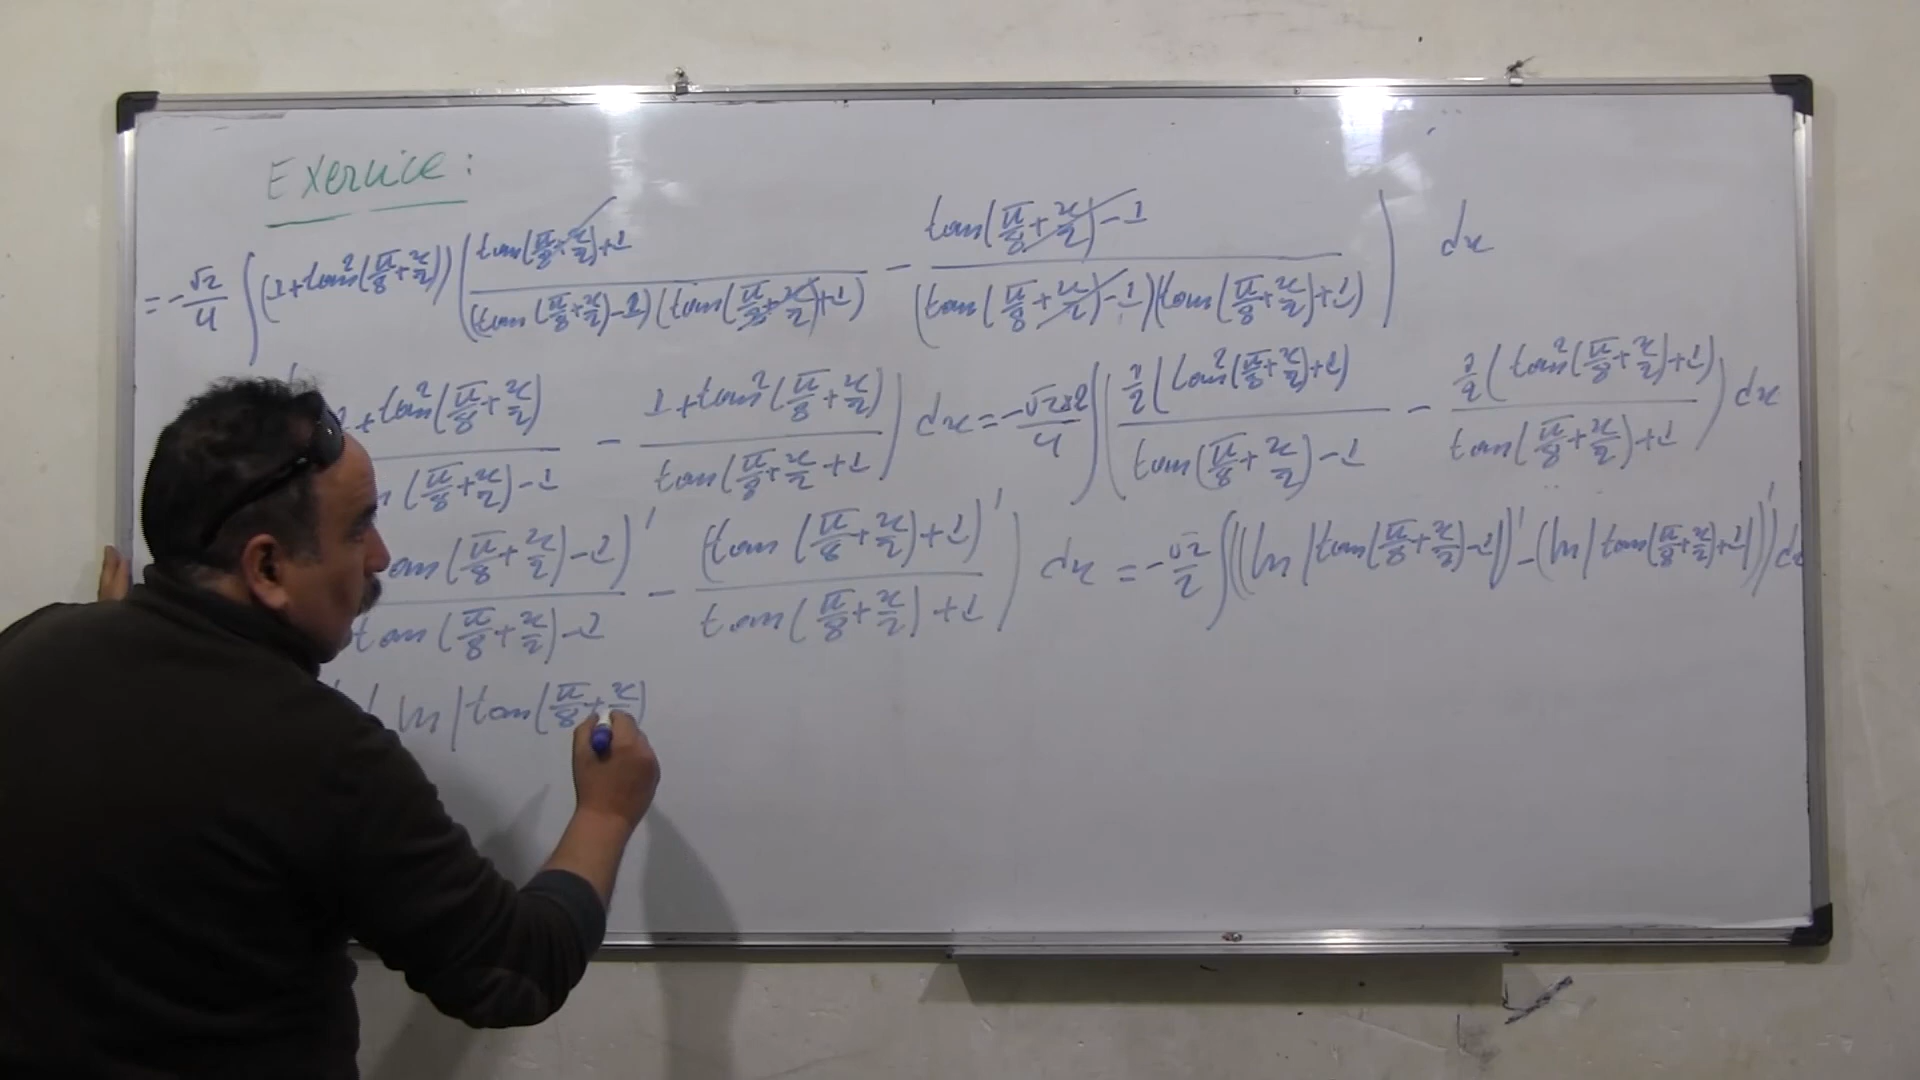 Exercice :
= -√2/4 ∫ (1+tan²(π/8+x/2)) ( (tan(π/8+x/2)+1) / ((tan(π/8+x/2)-1)(tan(π/8+x/2)+1)) - (tan(π/8+x/2)-1) / ((tan(π/8+x/2)-1)(tan(π/8+x/2)+1)) ) dx
1+tan²(π/8+x/2) / (π/8+x/2)-1 - 1+tan²(π/8+x/2) / tan(π/8+x/2+1 ) dx = -√2×2/4 ∫ ( 1/2(tan²(π/8+x/2)+1) / tan(π/8+x/2)-1 - 1/2(tan²(π/8+x/2)+1) / tan(π/8+x/2)+1 ) dx
tan(π/8+x/2)-1)' / tan(π/8+x/2)-1 - (tan(π/8+x/2)+1)' / tan(π/8+x/2)+1 ) dx = -√2/2 ∫((ln|tan(π/8+x/2)-1|)' - (ln|tan(π/8+x/2)+1|)')dx
( ln|tan(π/8+x/2)